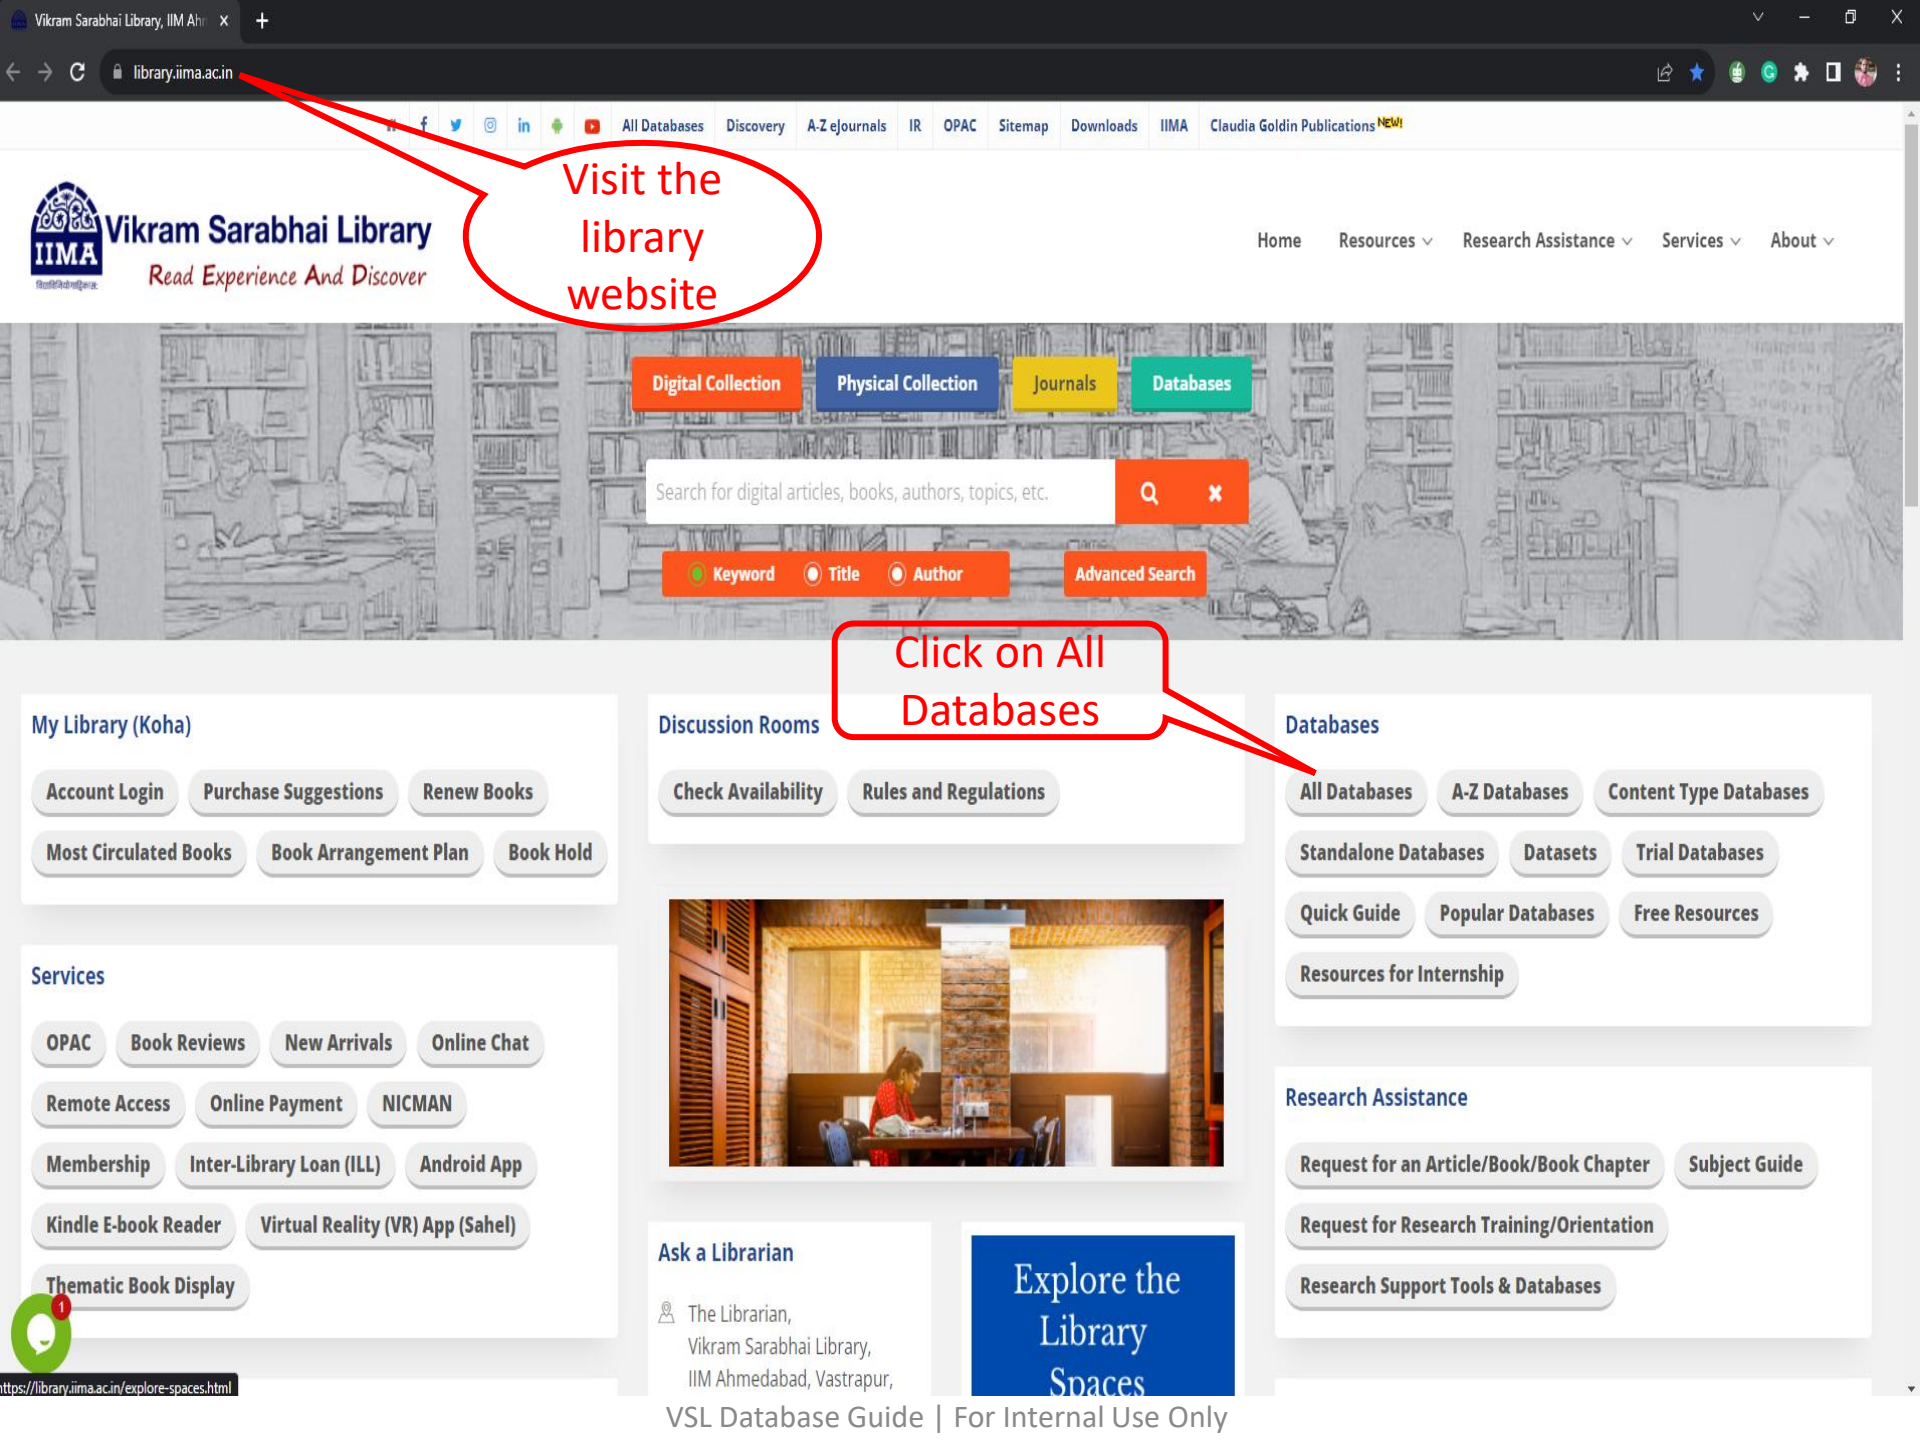 Vikram Sarabhai Library, IIM Ah
library.iima.ac.in
All Databases Discovery A-Z eJournals IR OPAC Sitemap Downloads IIMA Claudia Goldin Publications NEW!
Visit the
library
website
IIMA
Vikram Sarabhai Library
Read Experience And Discover
Home Resources Research Assistance Services About
Digital Collection Physical Collection Journals Databases
Search for digital articles, books, authors, topics, etc.
Keyword Title Author Advanced Search
Click on All
Databases
My Library (Koha)
Account Login Purchase Suggestions Renew Books
Most Circulated Books Book Arrangement Plan Book Hold
Services
OPAC Book Reviews New Arrivals Online Chat
Remote Access Online Payment NICMAN
Membership Inter-Library Loan (ILL) Android App
Kindle E-book Reader Virtual Reality (VR) App (Sahel)
Thematic Book Display
1
https://library.iima.ac.in/explore-spaces.html
Discussion Rooms
Check Availability Rules and Regulations
Ask a Librarian
The Librarian,
Vikram Sarabhai Library,
IIM Ahmedabad, Vastrapur,
Explore the
Library
Spaces
Databases
All Databases A-Z Databases Content Type Databases
Standalone Databases Datasets Trial Databases
Quick Guide Popular Databases Free Resources
Resources for Internship
Research Assistance
Request for an Article/Book/Book Chapter Subject Guide
Request for Research Training/Orientation
Research Support Tools & Databases
VSL Database Guide | For Internal Use Only